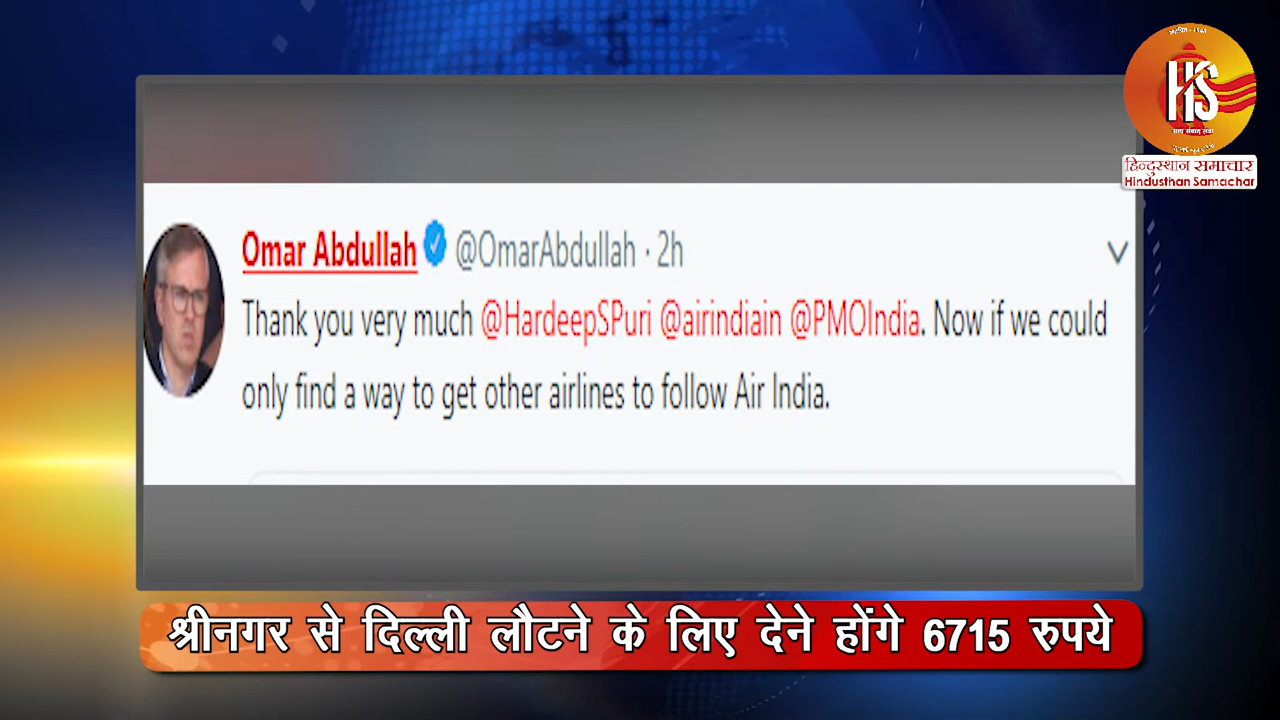 HS
हिन्दुस्थान समाचार
Hindusthan Samachar
Omar Abdullah @OmarAbdullah · 2h
Thank you very much @HardeepSPuri @airindiain @PMOIndia. Now if we could
only find a way to get other airlines to follow Air India.
श्रीनगर से दिल्ली लौटने के लिए देने होंगे 6715 रुपये